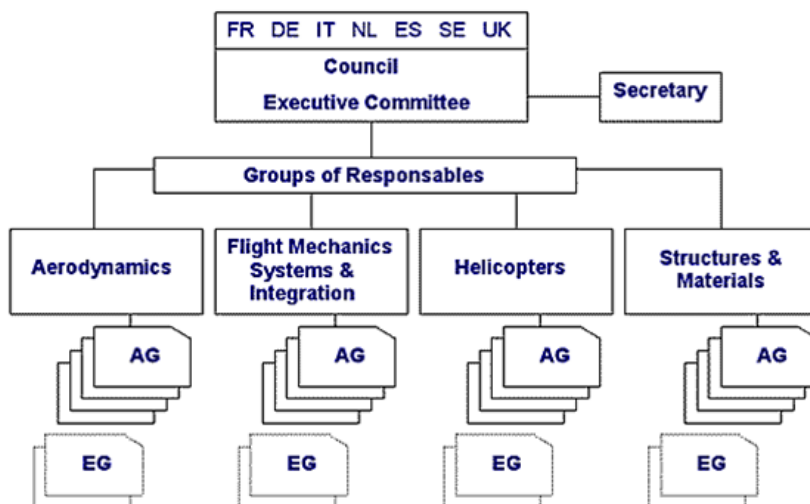 FR DE IT NL ES SE UK
Council
Executive Committee
Secretary
Groups of Responsables
Aerodynamics
Flight Mechanics
Systems &
Integration
Helicopters
Structures &
Materials
AG
AG
AG
AG
EG
EG
EG
EG